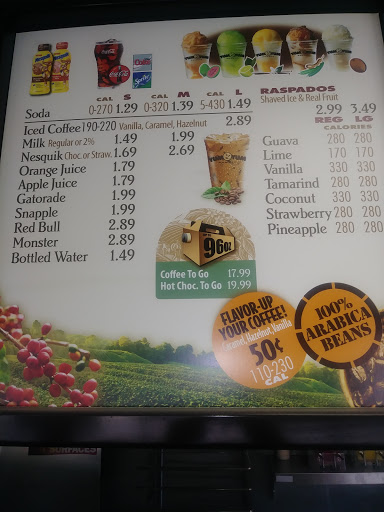 Coke
Sprite
CAL S CAL M CAL L
Soda 0-270 1.29 0-320 1.39 5-430 1.49
Iced Coffee 190-220 Vanilla, Caramel, Hazelnut 2.89
Milk Regular or 2% 1.49 1.99
Nesquik Choc. or Straw. 1.69 2.69
Orange Juice 1.79
Apple Juice 1.79
Gatorade 1.99
Snapple 1.99
Red Bull 2.89
Monster 2.89
Bottled Water 1.49
RASPADOS
Shaved Ice & Real Fruit
2.99 3.49
REG LG
CALORIES
Guava 280 280
Lime 170 170
Vanilla 330 330
Tamarind 280 280
Coconut 330 330
Strawberry 280 280
Pineapple 280 280
96oz
Coffee To Go 17.99
Hot Choc. To Go 19.99
FLAVOR-UP
YOUR COFFEE!
Caramel, Hazelnut, Vanilla
50¢
110-230
CAL
100%
ARABICA
BEANS
SURFACES